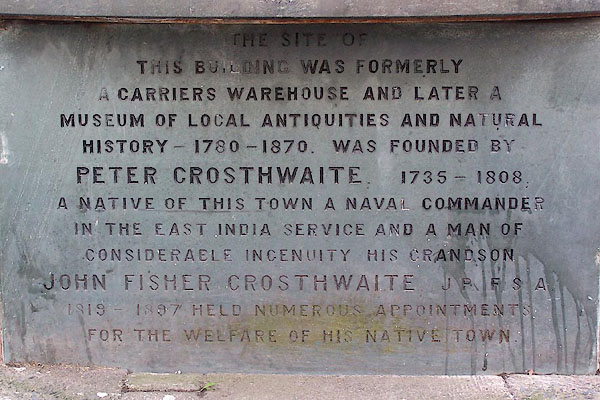 THE SITE OF
THIS BUILDING WAS FORMERLY
A CARRIERS WAREHOUSE AND LATER A
MUSEUM OF LOCAL ANTIQUITIES AND NATURAL
HISTORY - 1780 - 1870. WAS FOUNDED BY
PETER CROSTHWAITE. 1735 - 1808.
A NATIVE OF THIS TOWN A NAVAL COMMANDER
IN THE EAST INDIA SERVICE AND A MAN OF
CONSIDERABLE INGENUITY HIS GRANDSON
JOHN FISHER CROSTHWAITE J.P. F.S.A.
1819 - 1897 HELD NUMEROUS APPOINTMENTS
FOR THE WELFARE OF HIS NATIVE TOWN.